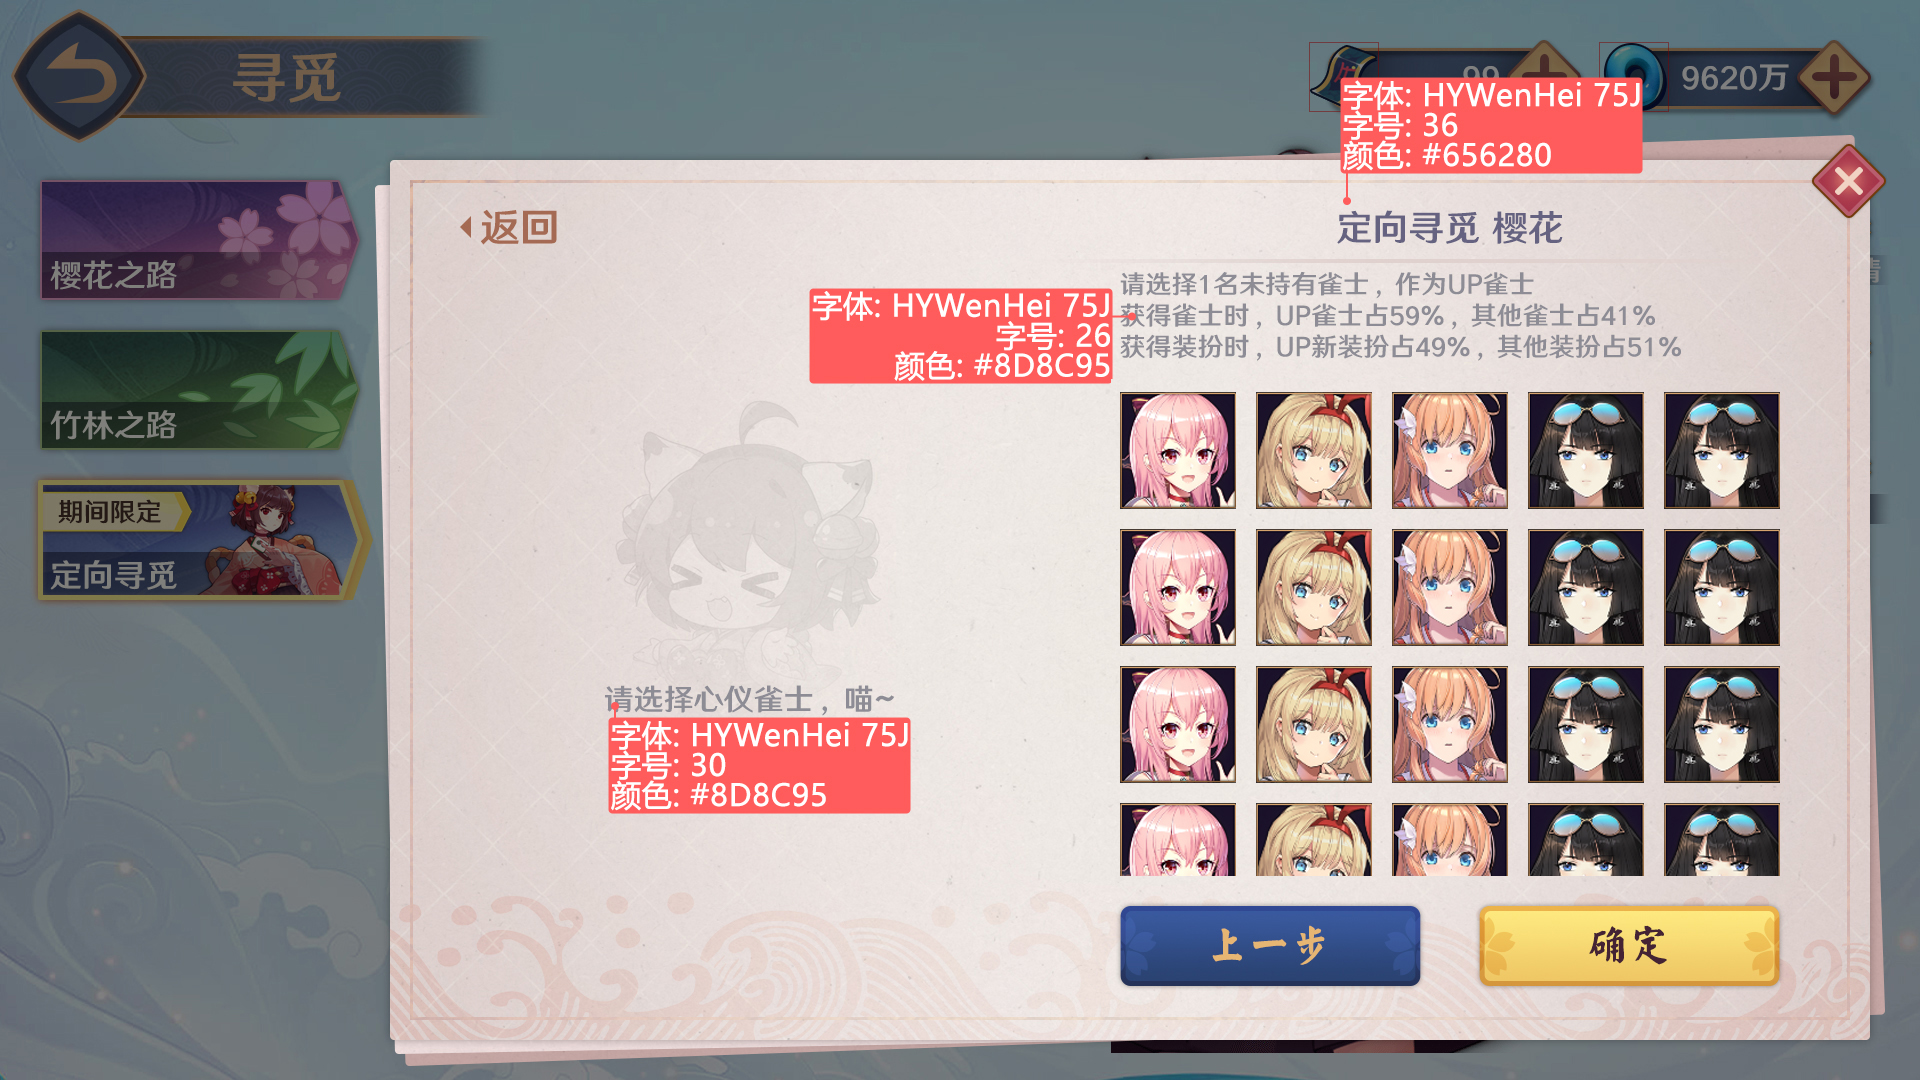 寻觅
99
9620万
字体: HYWenHei 75J
字号: 36
颜色: #656280
樱花之路
竹林之路
期间限定
定向寻觅
返回
定向寻觅 樱花
请选择1名未持有雀士，作为UP雀士
获得雀士时，UP雀士占59%，其他雀士占41%
获得装扮时，UP新装扮占49%，其他装扮占51%
字体: HYWenHei 75J
字号: 26
颜色: #8D8C95
请选择心仪雀士，喵~
字体: HYWenHei 75J
字号: 30
颜色: #8D8C95
上一步
确定